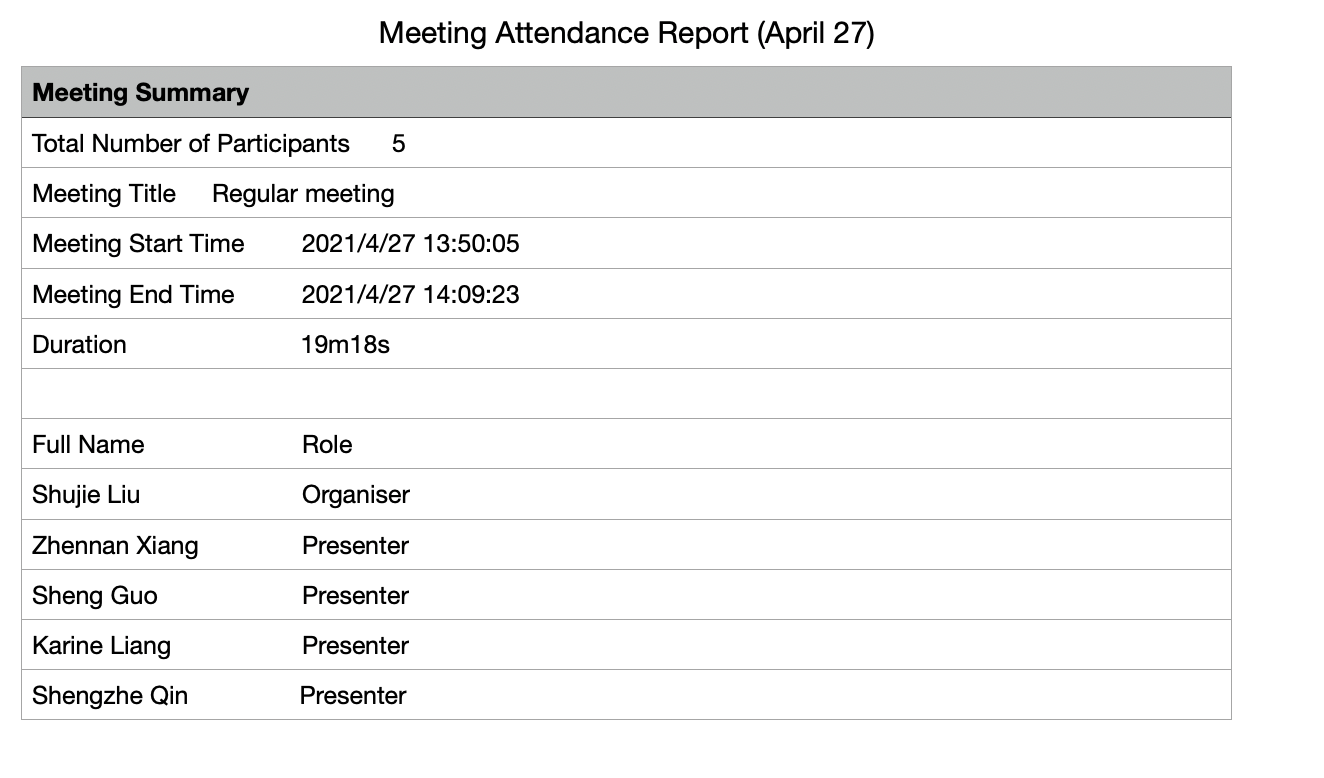 Meeting Attendance Report (April 27)
Meeting Summary
Total Number of Participants 5
Meeting Title Regular meeting
Meeting Start Time 2021/4/27 13:50:05
Meeting End Time 2021/4/27 14:09:23
Duration 19m18s
Full Name Role
Shujie Liu Organiser
Zhennan Xiang Presenter
Sheng Guo Presenter
Karine Liang Presenter
Shengzhe Qin Presenter